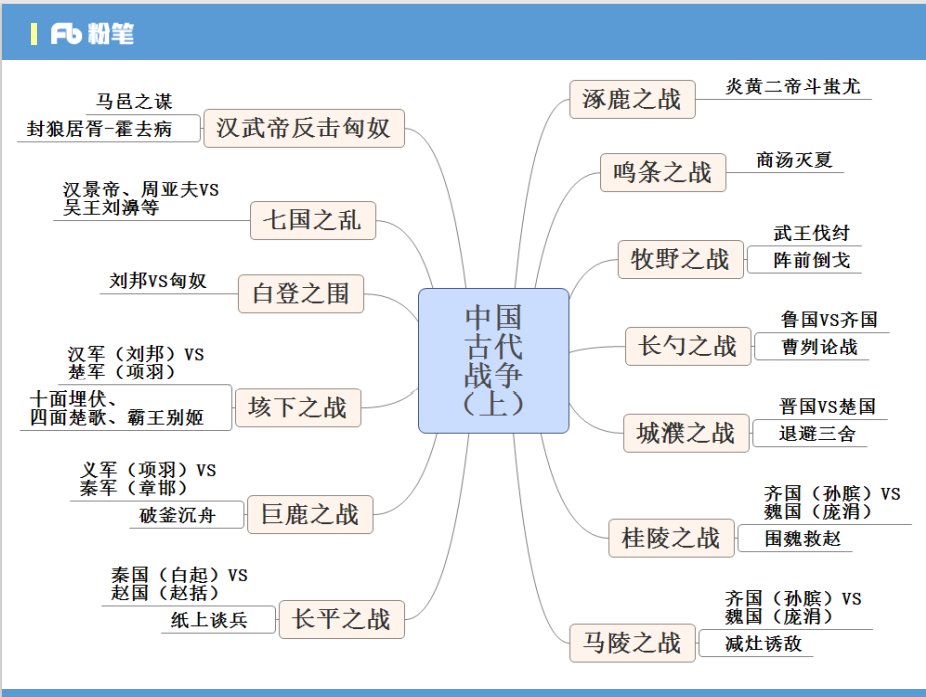 Fb 粉笔
中国
古代
战争
（上）
涿鹿之战
炎黄二帝斗蚩尤
鸣条之战
商汤灭夏
牧野之战
武王伐纣
阵前倒戈
长勺之战
鲁国VS齐国
曹刿论战
城濮之战
晋国VS楚国
退避三舍
桂陵之战
齐国（孙膑）VS
魏国（庞涓）
围魏救赵
马陵之战
齐国（孙膑）VS
魏国（庞涓）
减灶诱敌
长平之战
秦国（白起）VS
赵国（赵括）
纸上谈兵
巨鹿之战
义军（项羽）VS
秦军（章邯）
破釜沉舟
垓下之战
汉军（刘邦）VS
楚军（项羽）
十面埋伏、
四面楚歌、霸王别姬
白登之围
刘邦VS匈奴
七国之乱
汉景帝、周亚夫VS
吴王刘濞等
汉武帝反击匈奴
马邑之谋
封狼居胥-霍去病